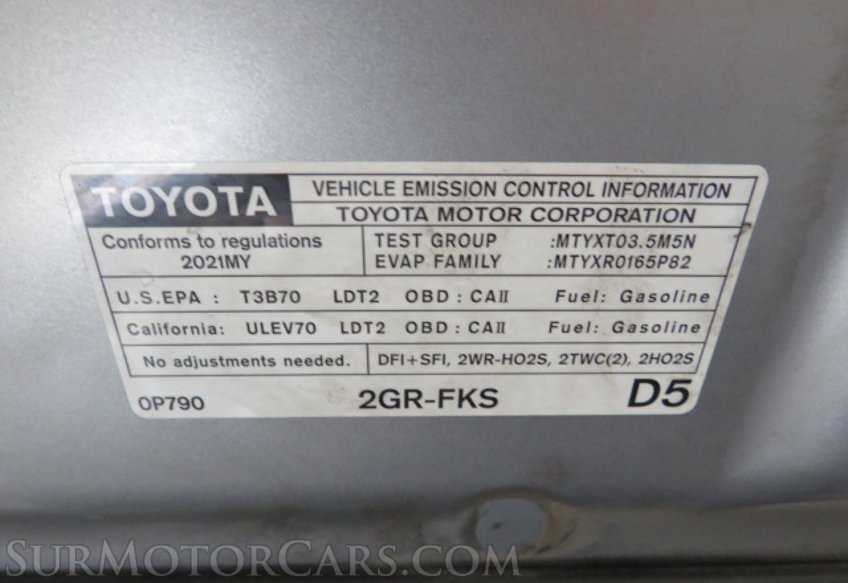 TOYOTA
VEHICLE EMISSION CONTROL INFORMATION
TOYOTA MOTOR CORPORATION
Conforms to regulations
2021MY
TEST GROUP :MTYXT03.5M5N
EVAP FAMILY :MTYXR0165P82
U.S.EPA : T3B70 LDT2 OBD : CAII Fuel: Gasoline
California: ULEV70 LDT2 OBD : CAII Fuel: Gasoline
No adjustments needed. DFI+SFI, 2WR-HO2S, 2TWC(2), 2HO2S
0P790 2GR-FKS D5
SURMOTORCARS.COM